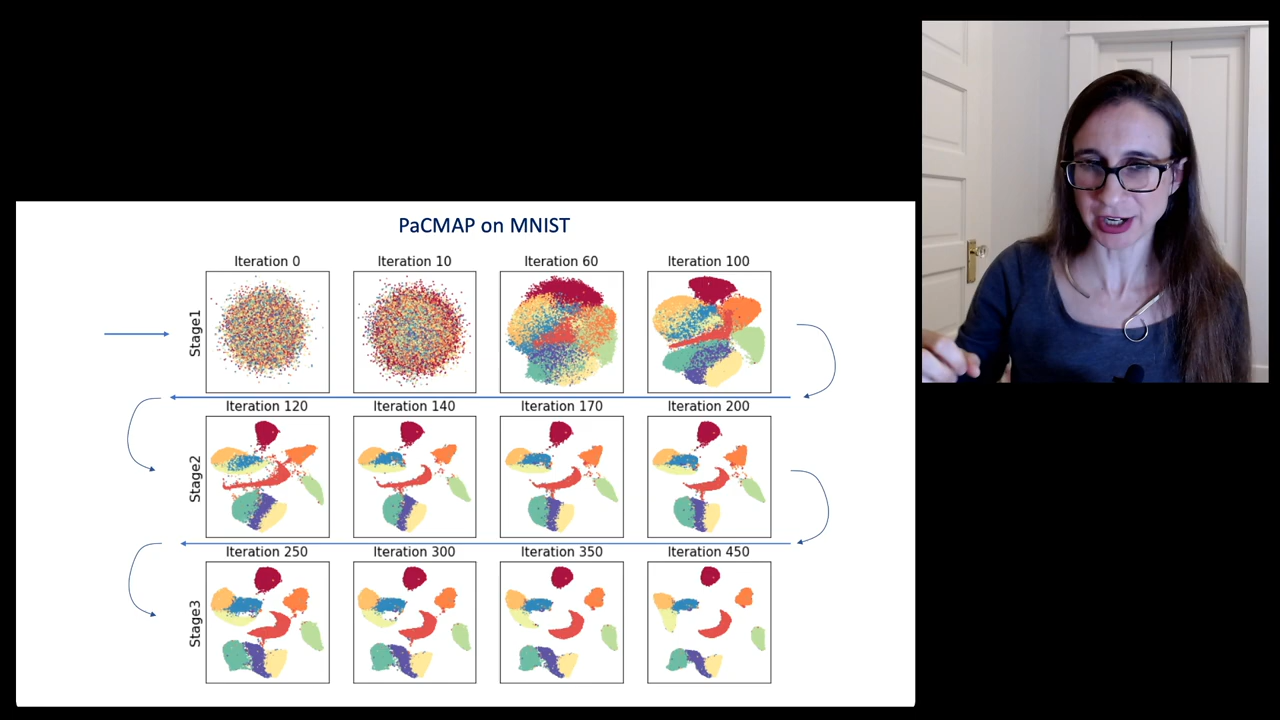 PaCMAP on MNIST
Iteration 0 Iteration 10 Iteration 60 Iteration 100
Stage1
Iteration 120 Iteration 140 Iteration 170 Iteration 200
Stage2
Iteration 250 Iteration 300 Iteration 350 Iteration 450
Stage3